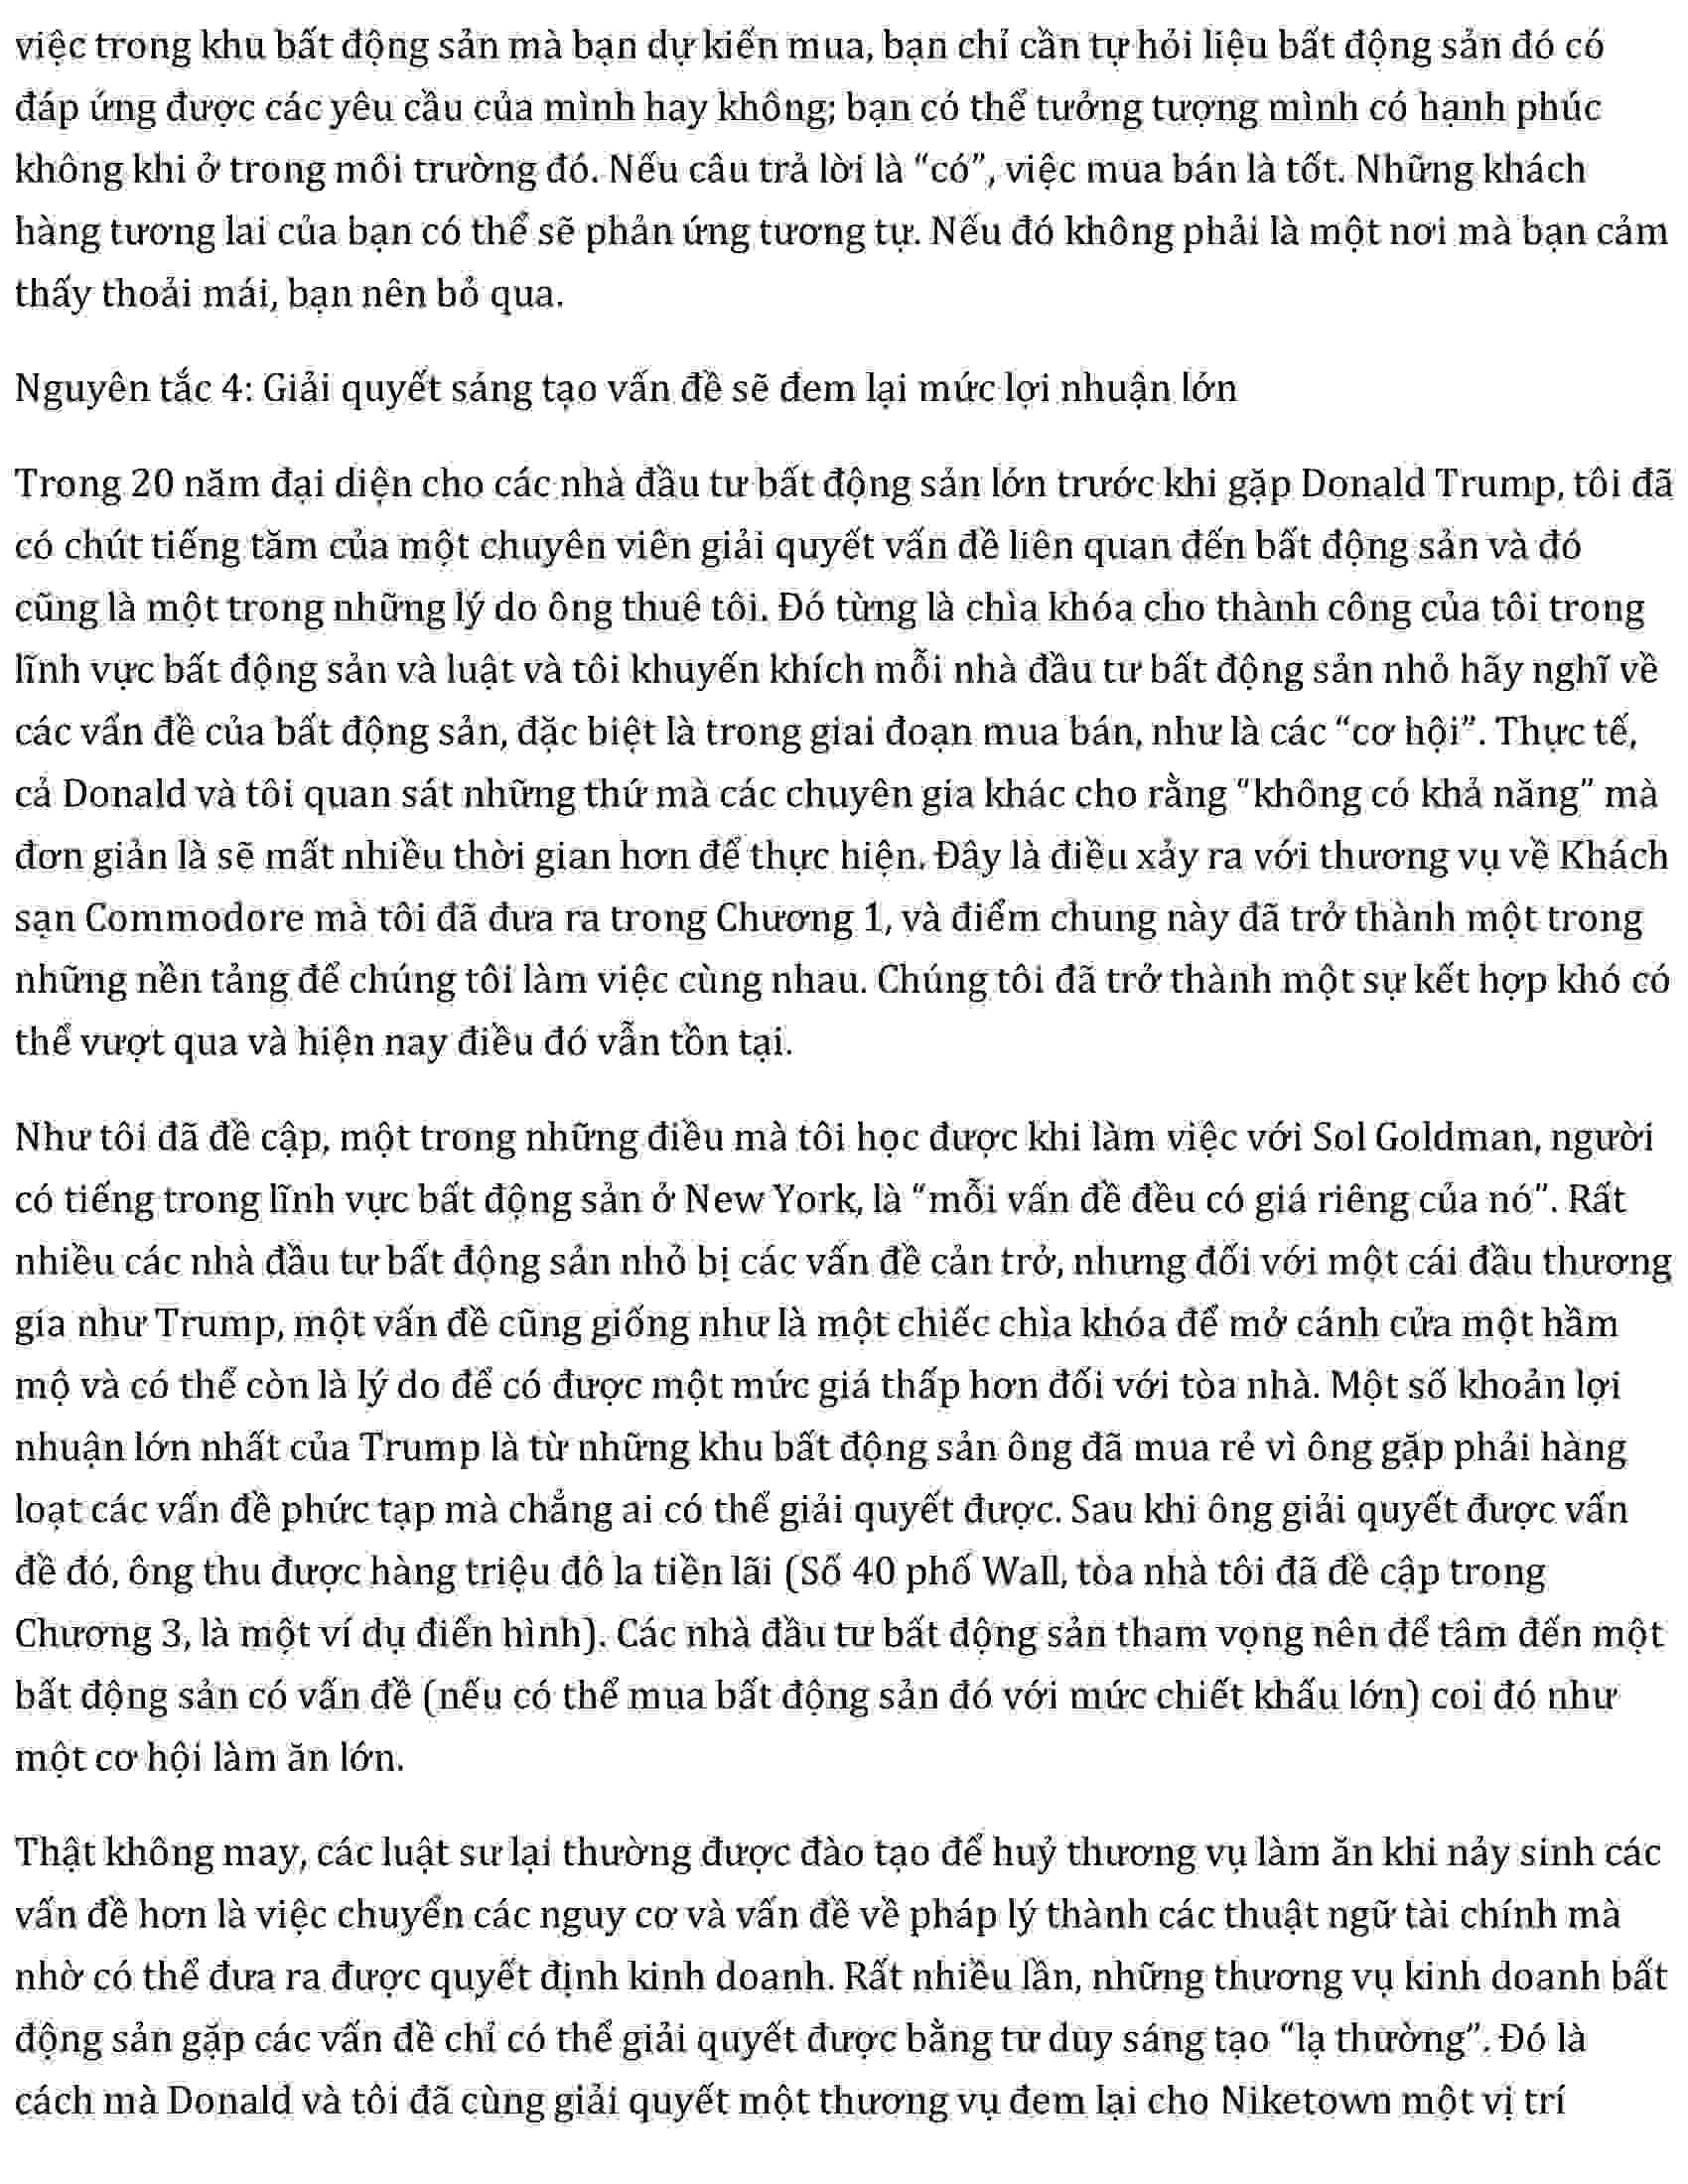 việc trong khu bất động sản mà bạn dự kiến mua, bạn chỉ cần tự hỏi liệu bất động sản đó có
đáp ứng được các yêu cầu của mình hay không; bạn có thể tưởng tượng mình có hạnh phúc
không khi ở trong môi trường đó. Nếu câu trả lời là “có”, việc mua bán là tốt. Những khách
hàng tương lai của bạn có thể sẽ phản ứng tương tự. Nếu đó không phải là một nơi mà bạn cảm
thấy thoải mái, bạn nên bỏ qua.
Nguyên tắc 4: Giải quyết sáng tạo vấn đề sẽ đem lại mức lợi nhuận lớn
Trong 20 năm đại diện cho các nhà đầu tư bất động sản lớn trước khi gặp Donald Trump, tôi đã
có chút tiếng tăm của một chuyên viên giải quyết vấn đề liên quan đến bất động sản và đó
cũng là một trong những lý do ông thuê tôi. Đó từng là chìa khóa cho thành công của tôi trong
lĩnh vực bất động sản và luật và tôi khuyến khích mỗi nhà đầu tư bất động sản nhỏ hãy nghĩ về
các vấn đề của bất động sản, đặc biệt là trong giai đoạn mua bán, như là các “cơ hội”. Thực tế,
cả Donald và tôi quan sát những thứ mà các chuyên gia khác cho rằng “không có khả năng” mà
đơn giản là sẽ mất nhiều thời gian hơn để thực hiện. Đây là điều xảy ra với thương vụ về Khách
sạn Commodore mà tôi đã đưa ra trong Chương 1, và điểm chung này đã trở thành một trong
những nền tảng để chúng tôi làm việc cùng nhau. Chúng tôi đã trở thành một sự kết hợp khó có
thể vượt qua và hiện nay điều đó vẫn tồn tại.
Như tôi đã đề cập, một trong những điều mà tôi học được khi làm việc với Sol Goldman, người
có tiếng trong lĩnh vực bất động sản ở New York, là “mỗi vấn đề đều có giá riêng của nó”. Rất
nhiều các nhà đầu tư bất động sản nhỏ bị các vấn đề cản trở, nhưng đối với một cái đầu thương
gia như Trump, một vấn đề cũng giống như là một chiếc chìa khóa để mở cánh cửa một hầm
mộ và có thể còn là lý do để có được một mức giá thấp hơn đối với tòa nhà. Một số khoản lợi
nhuận lớn nhất của Trump là từ những khu bất động sản ông đã mua rẻ vì ông gặp phải hàng
loạt các vấn đề phức tạp mà chẳng ai có thể giải quyết được. Sau khi ông giải quyết được vấn
đề đó, ông thu được hàng triệu đô la tiền lãi (Số 40 phố Wall, tòa nhà tôi đã đề cập trong
Chương 3, là một ví dụ điển hình). Các nhà đầu tư bất động sản tham vọng nên để tâm đến một
bất động sản có vấn đề (nếu có thể mua bất động sản đó với mức chiết khấu lớn) coi đó như
một cơ hội làm ăn lớn.
Thật không may, các luật sư lại thường được đào tạo để huỷ thương vụ làm ăn khi nảy sinh các
vấn đề hơn là việc chuyển các nguy cơ và vấn đề về pháp lý thành các thuật ngữ tài chính mà
nhờ có thể đưa ra được quyết định kinh doanh. Rất nhiều lần, những thương vụ kinh doanh bất
động sản gặp các vấn đề chỉ có thể giải quyết được bằng tư duy sáng tạo “lạ thường”. Đó là
cách mà Donald và tôi đã cùng giải quyết một thương vụ đem lại cho Niketown một vị trí